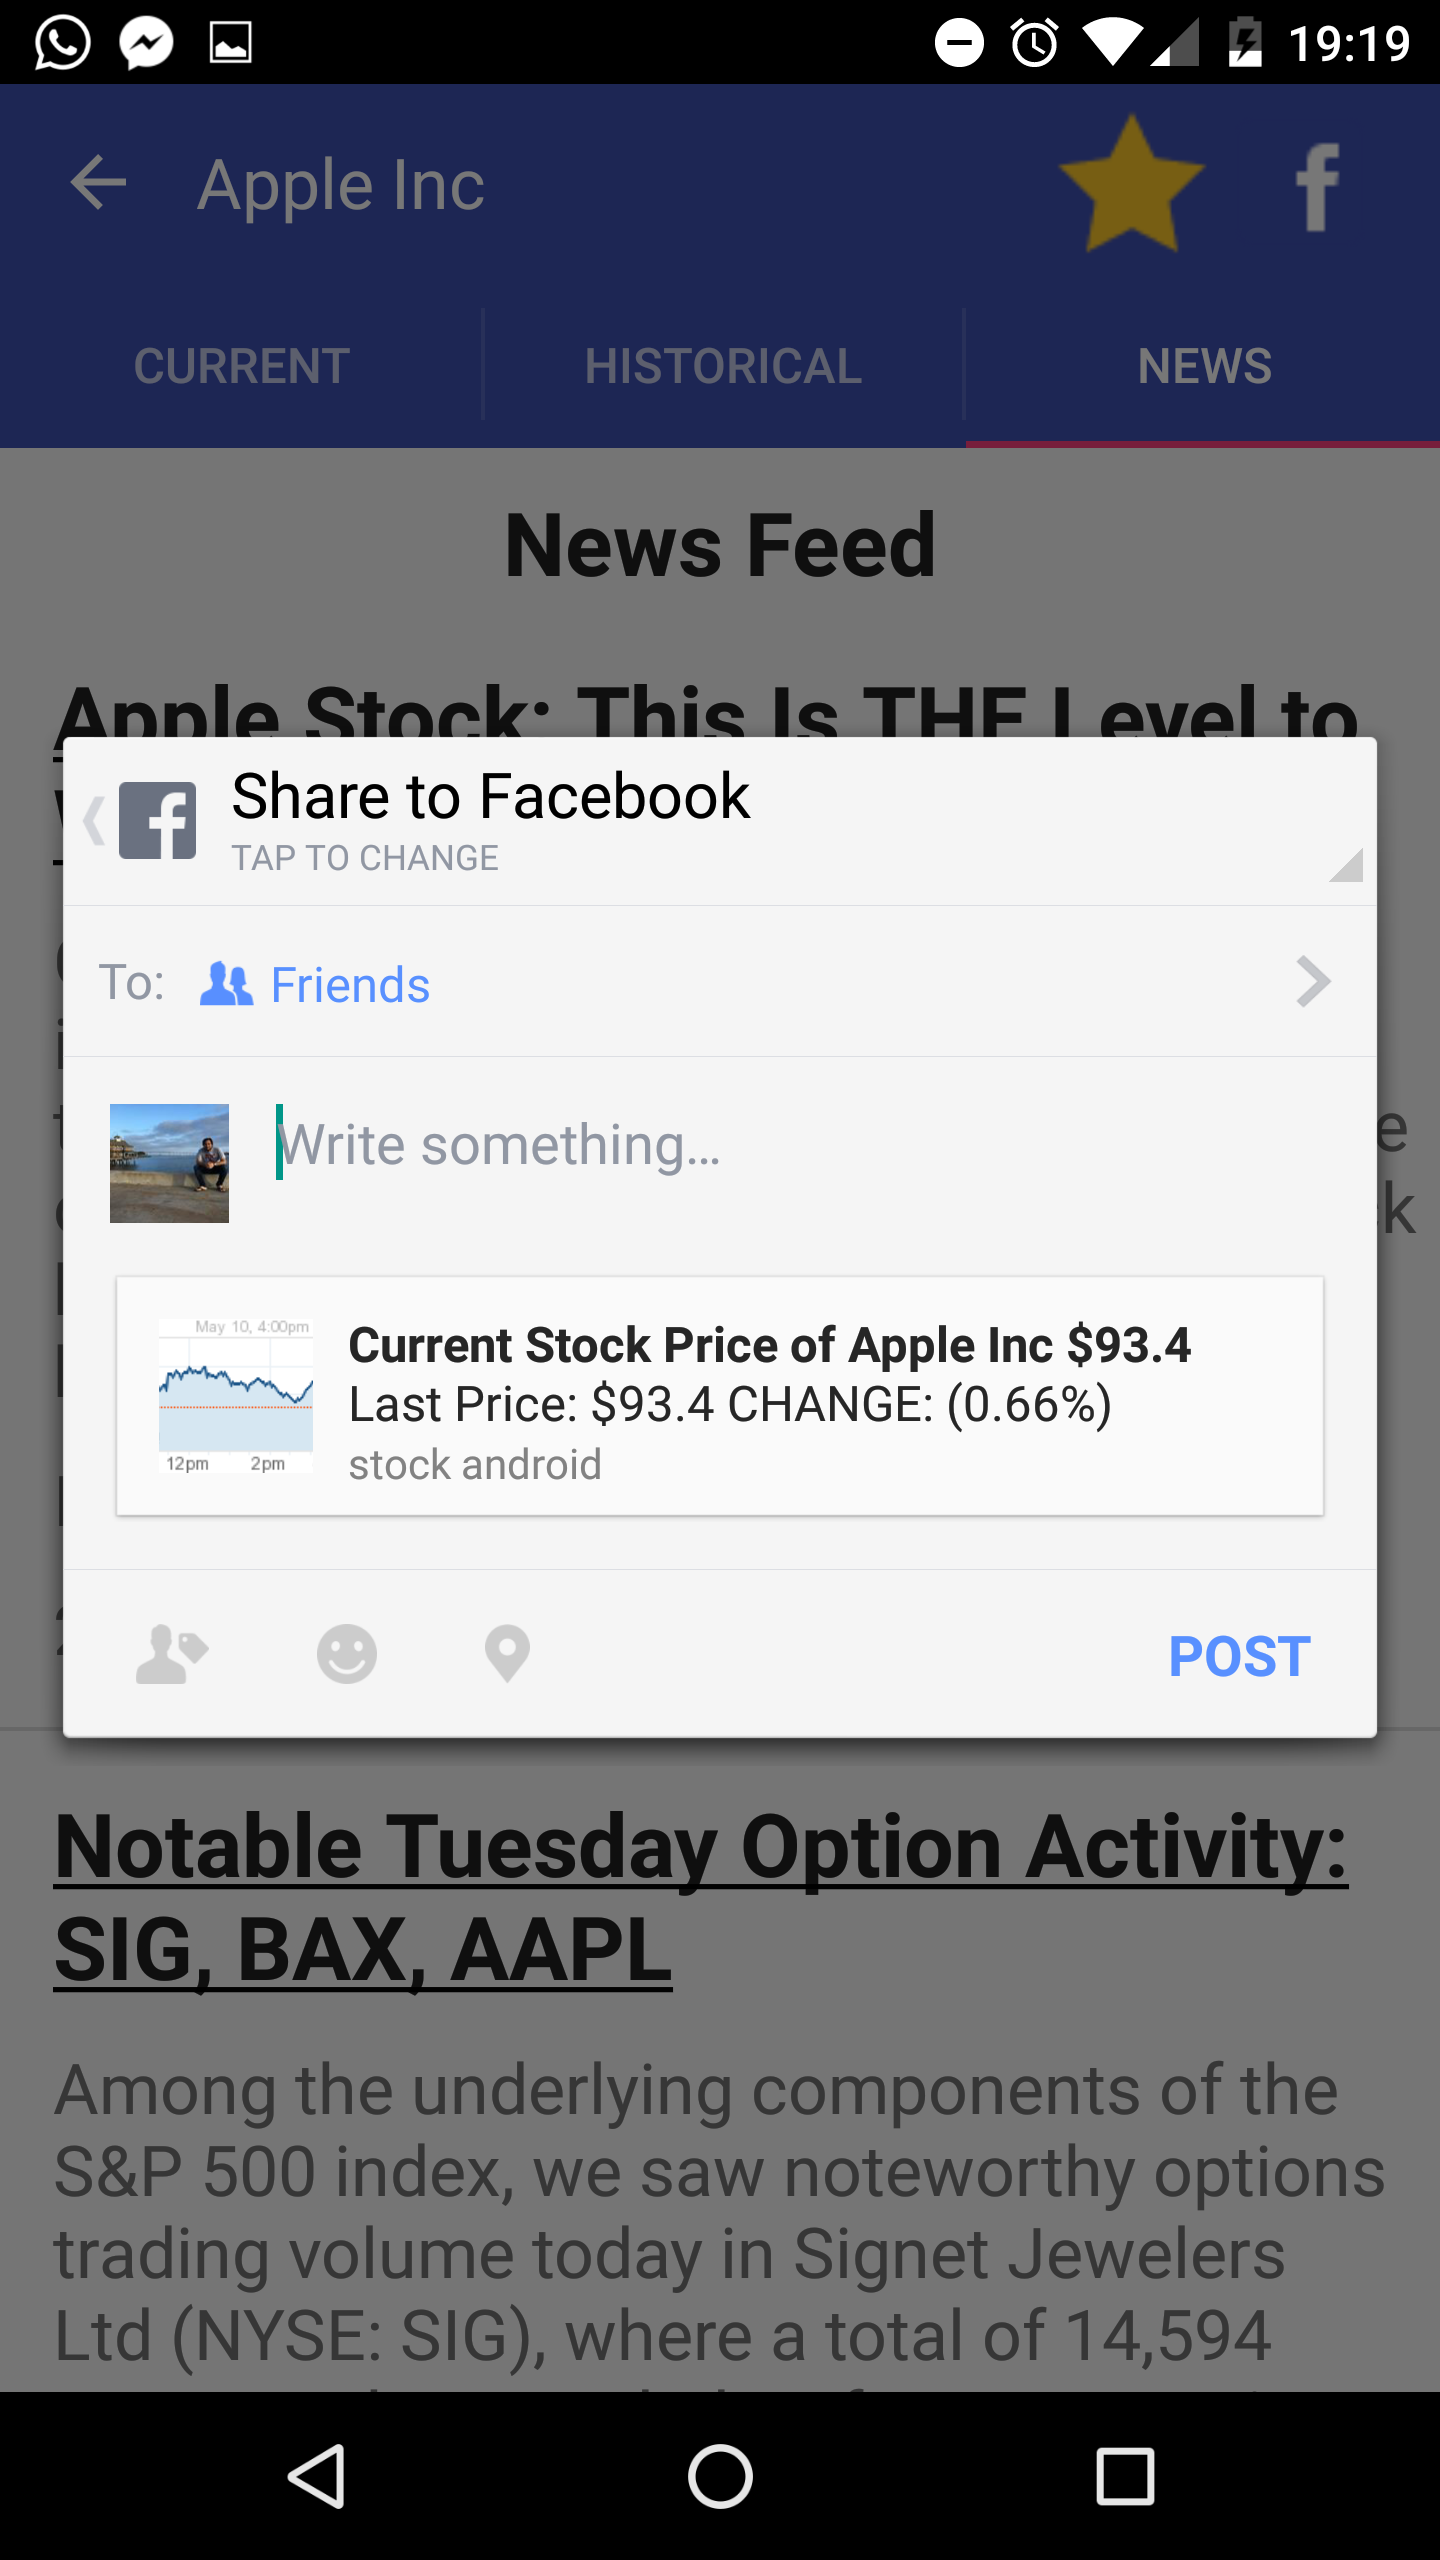 19:19
Apple Inc
CURRENT HISTORICAL NEWS
News Feed
Apple Stock: This Is THE Level to
Share to Facebook
TAP TO CHANGE
To: Friends
e
Write something...
k
May 10, 4:00pm
12pm 2pm
Current Stock Price of Apple Inc $93.4
Last Price: $93.4 CHANGE: (0.66%)
stock android
POST
Notable Tuesday Option Activity:
SIG, BAX, AAPL
Among the underlying components of the
S&P 500 index, we saw noteworthy options
trading volume today in Signet Jewelers
Ltd (NYSE: SIG), where a total of 14,594